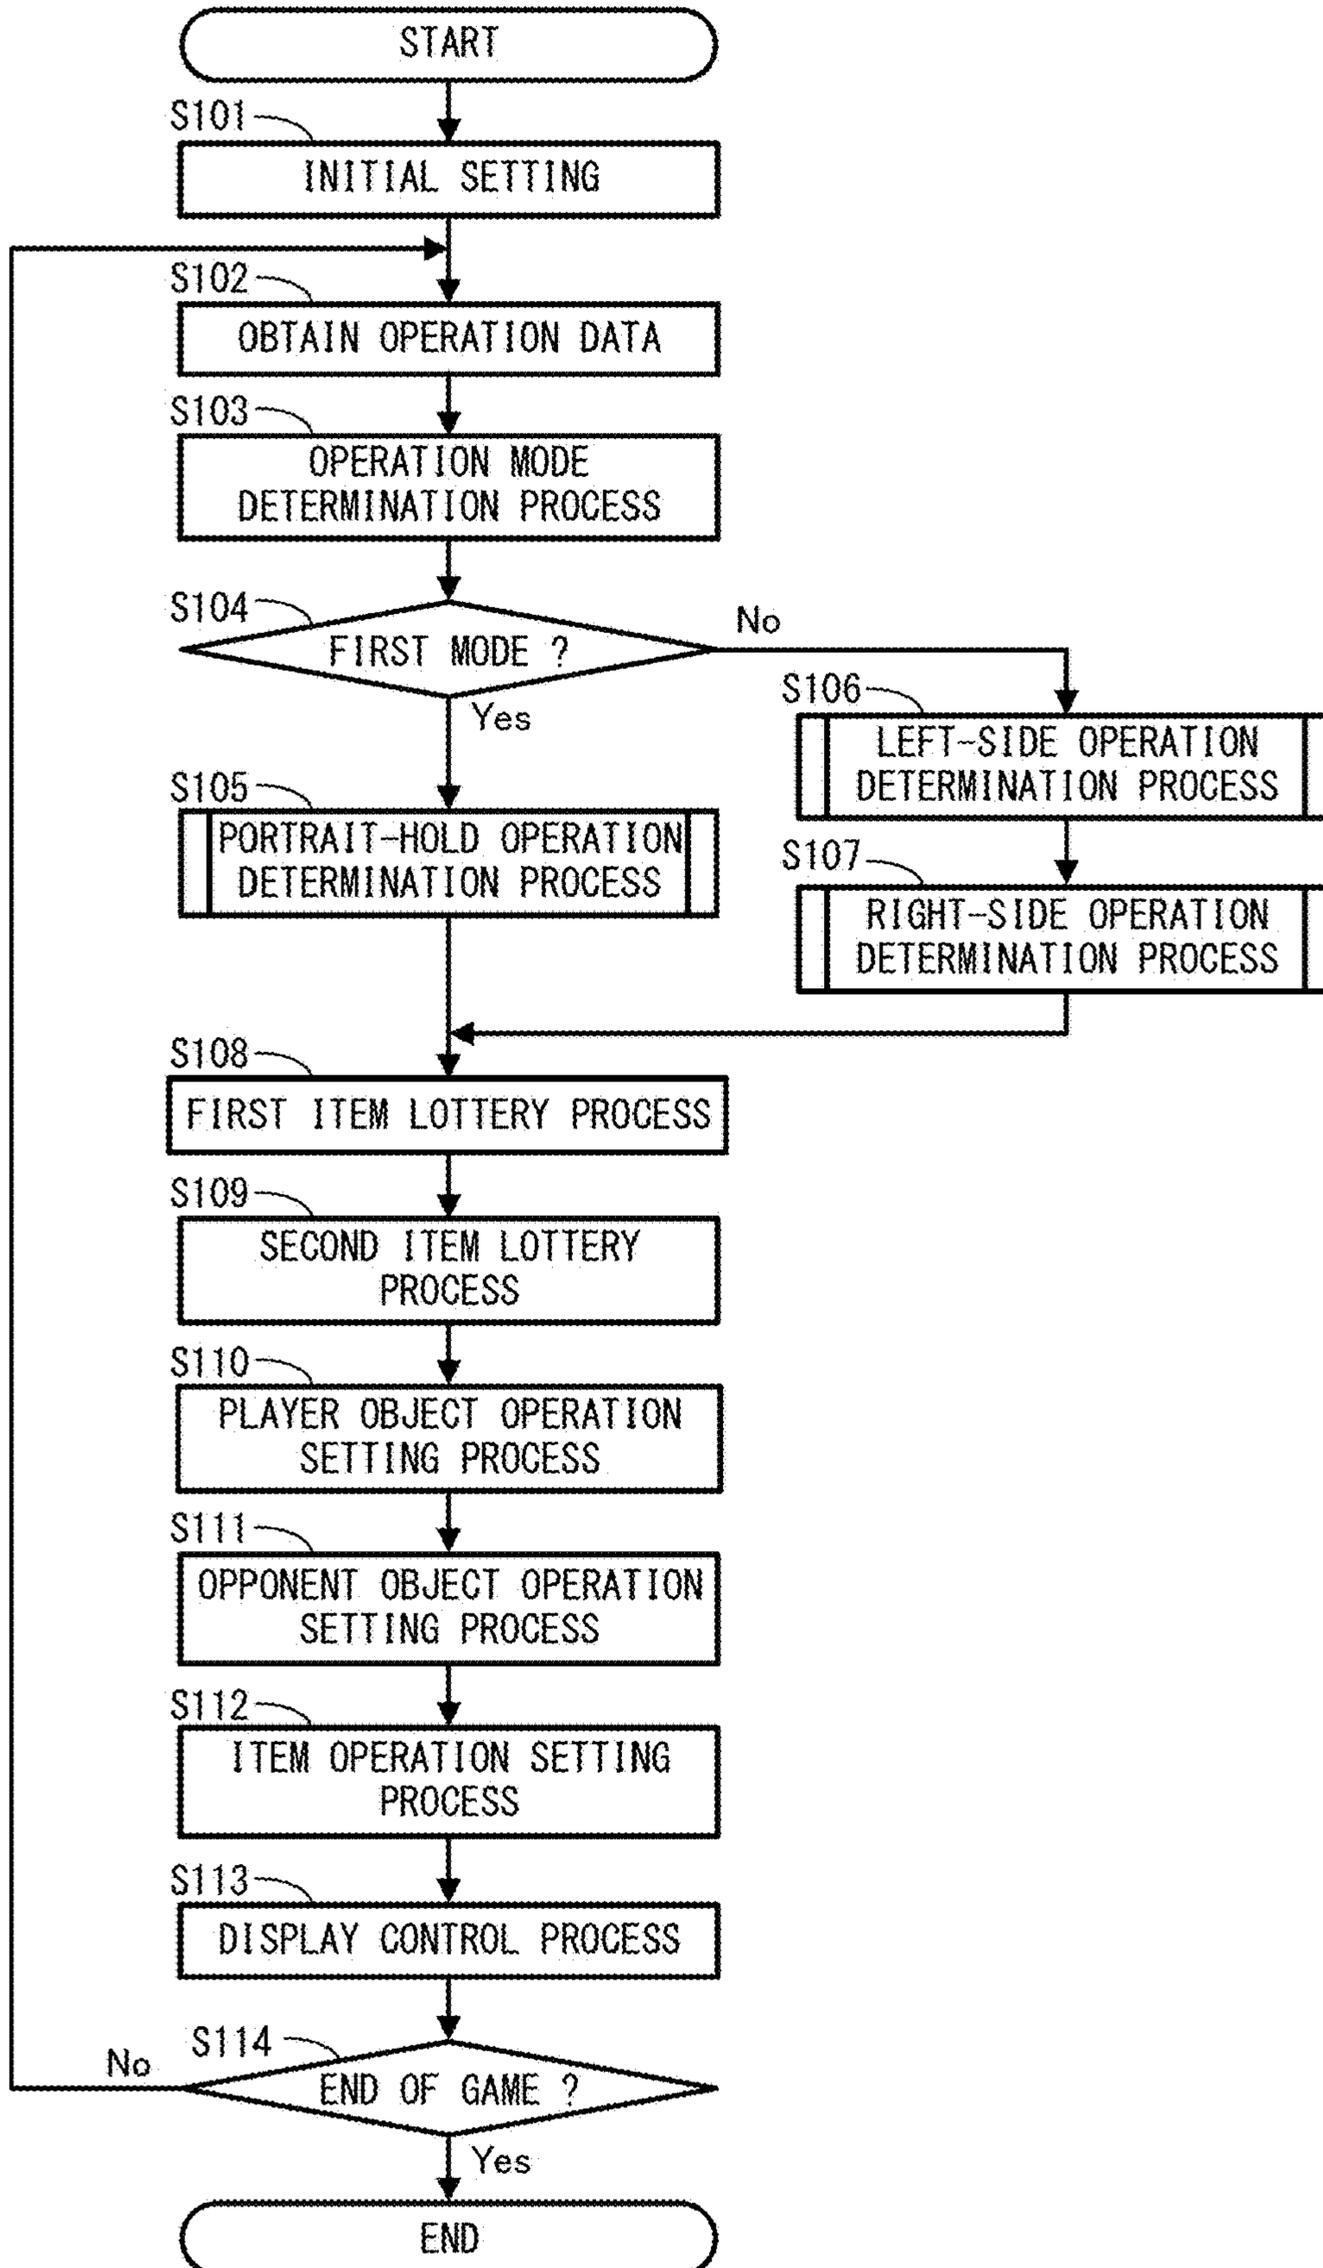 START
S101
INITIAL SETTING
S102
OBTAIN OPERATION DATA
S103
OPERATION MODE
DETERMINATION PROCESS
S104
FIRST MODE ?
No
Yes
S106
LEFT-SIDE OPERATION
DETERMINATION PROCESS
S105
PORTRAIT-HOLD OPERATION
DETERMINATION PROCESS
S107
RIGHT-SIDE OPERATION
DETERMINATION PROCESS
S108
FIRST ITEM LOTTERY PROCESS
S109
SECOND ITEM LOTTERY
PROCESS
S110
PLAYER OBJECT OPERATION
SETTING PROCESS
S111
OPPONENT OBJECT OPERATION
SETTING PROCESS
S112
ITEM OPERATION SETTING
PROCESS
S113
DISPLAY CONTROL PROCESS
S114
No
END OF GAME ?
Yes
END